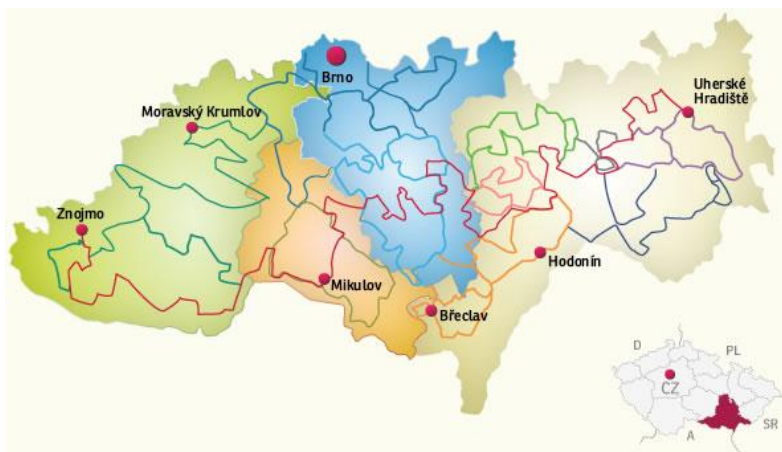 Brno
Uherské
Hradiště
Moravský Krumlov
Znojmo
Mikulov
Hodonín
Břeclav
D
PL
CZ
A
SR